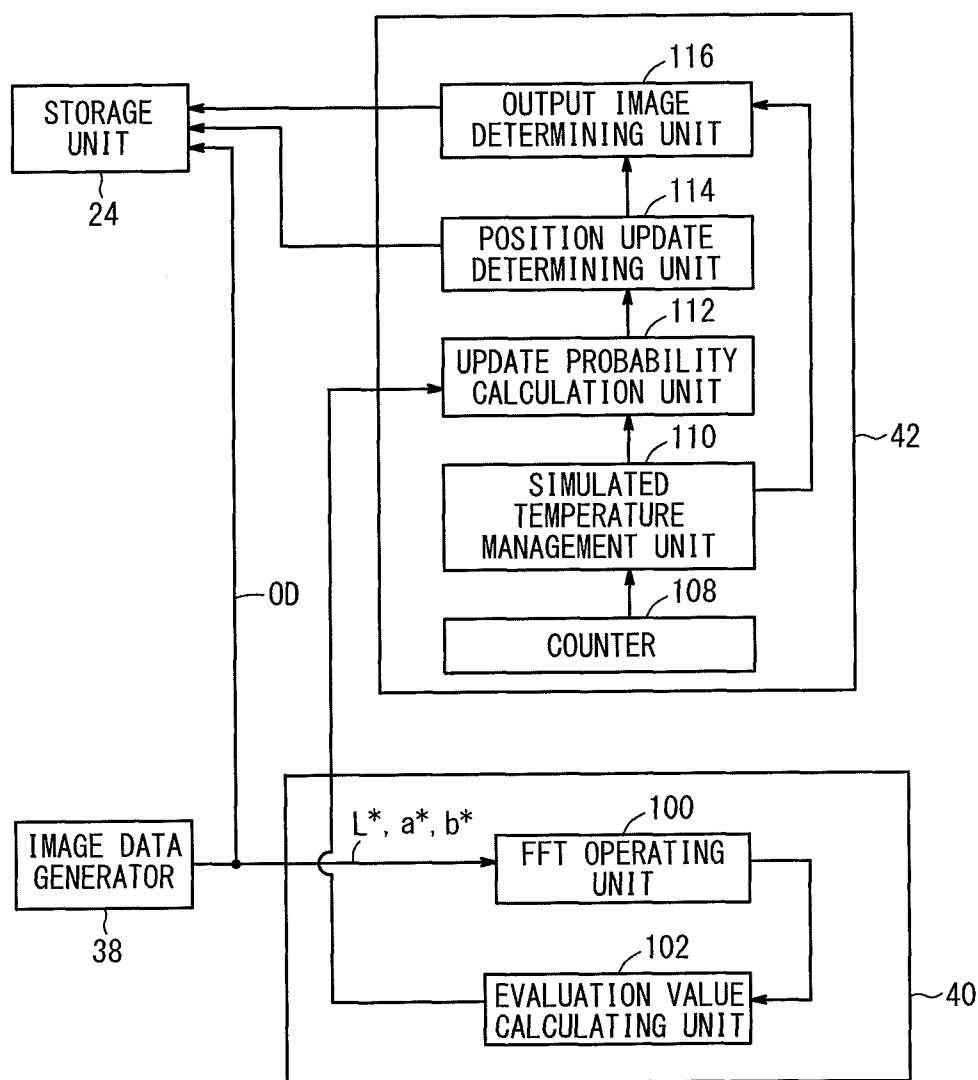 116
OUTPUT IMAGE
DETERMINING UNIT
STORAGE
UNIT
24
114
POSITION UPDATE
DETERMINING UNIT
112
UPDATE PROBABILITY
CALCULATION UNIT
110
42
SIMULATED
TEMPERATURE
MANAGEMENT UNIT
OD
108
COUNTER
L*, a*, b*
100
IMAGE DATA
GENERATOR
38
FFT OPERATING
UNIT
102
EVALUATION VALUE
CALCULATING UNIT
40